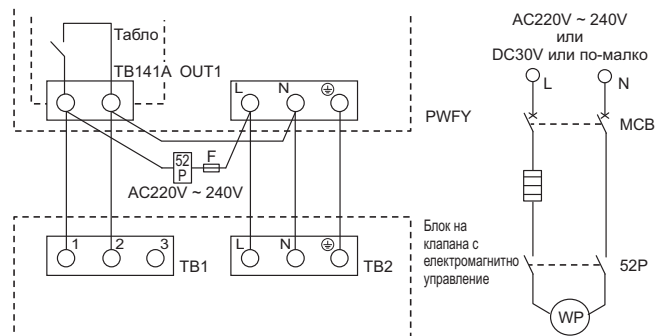 Табло
TB141A OUT1
L N
52
P
F
AC220V ~ 240V
PWFY
1 2 3
TB1
L N
TB2
Блок на
клапана с
електромагнитно
управление
AC220V ~ 240V
или
DC30V или по-малко
L N
MCB
52P
WP